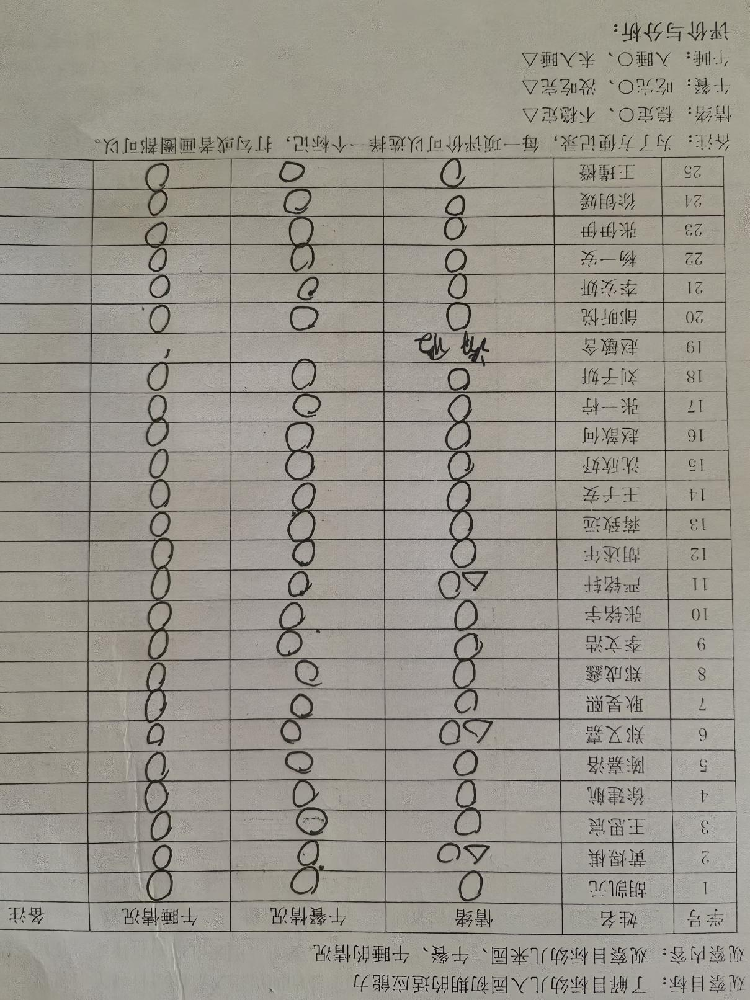 观察目标：了解目标幼儿入园初期的适应能力
观察内容：观察目标幼儿来园、午餐、午睡的情况
学号 姓名 情绪 午餐情况 午睡情况 备注
1 胡凯元 ○ ○ ○
2 黄煜棋 ○△ ○ ○
3 王思宸 ○ ○ ○
4 徐建航 ○ ○ ○
5 陈嘉洛 ○ ○ ○
6 郑又嘉 ○△ ○ ○
7 耿旻熙 ○ ○ ○
8 郑成鑫 ○ ○ ○
9 李文浩 ○ ○ ○
10 张铭宇 ○ ○ ○
11 严铭轩 ○△ ○ ○
12 胡述年 ○ ○ ○
13 蒋致远 ○ ○ ○
14 王子安 ○ ○ ○
15 沈欣妤 ○ ○ ○
16 赵歆何 ○ ○ ○
17 张一柠 ○ ○ ○
18 刘子妍 ○ ○ ○
19 赵敏含
20 邰昕悦 ○ ○ ○
21 李安妍 ○ ○ ○
22 杨一安 ○ ○ ○
23 张伊伊 ○ ○ ○
24 徐钥媛 ○ ○ ○
25 王瑾橙 ○ ○ ○
备注：为了方便记录，每一项评价可以选择一个标记，打勾或者画圈都可以。
情绪：稳定○、不稳定△
午餐：吃完○、没吃完△
午睡：入睡○、未入睡△
评价与分析：